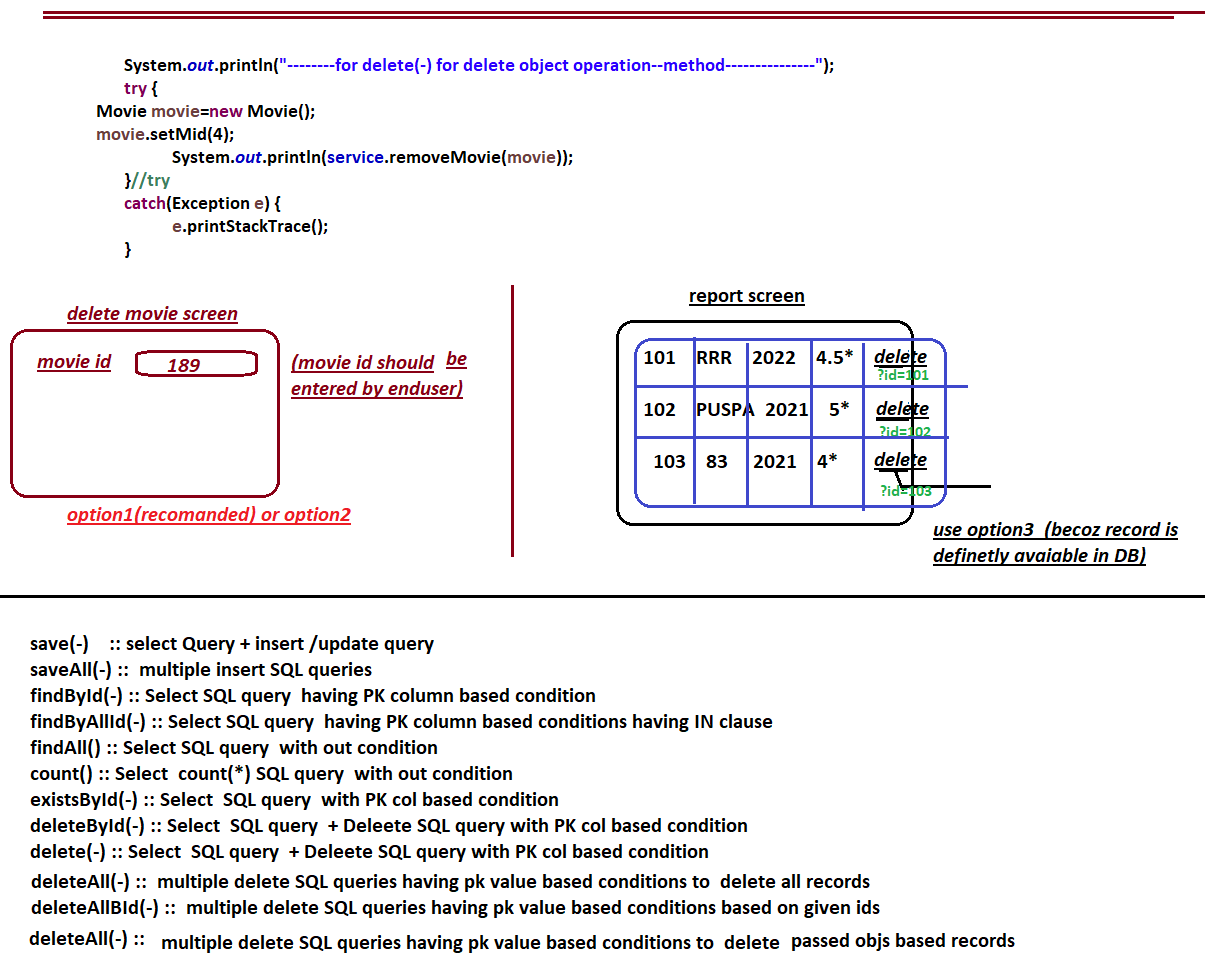 System.out.println("--------for delete(-) for delete object operation--method---------------");
try {
Movie movie=new Movie();
movie.setMid(4);
System.out.println(service.removeMovie(movie));
}//try
catch(Exception e) {
e.printStackTrace();
}
delete movie screen
movie id 189 (movie id should be
entered by enduser)
option1(recomanded) or option2
report screen
101 RRR 2022 4.5* delete
?id=101
102 PUSPA 2021 5* delete
?id=102
103 83 2021 4* delete
?id=103
use option3 (becoz record is
definetly avaiable in DB)
save(-) :: select Query + insert /update query
saveAll(-) :: multiple insert SQL queries
findById(-) :: Select SQL query having PK column based condition
findByAllId(-) :: Select SQL query having PK column based conditions having IN clause
findAll() :: Select SQL query with out condition
count() :: Select count(*) SQL query with out condition
existsById(-) :: Select SQL query with PK col based condition
deleteById(-) :: Select SQL query + Deleete SQL query with PK col based condition
delete(-) :: Select SQL query + Deleete SQL query with PK col based condition
deleteAll(-) :: multiple delete SQL queries having pk value based conditions to delete all records
deleteAllBId(-) :: multiple delete SQL queries having pk value based conditions based on given ids
deleteAll(-) :: multiple delete SQL queries having pk value based conditions to delete passed objs based records